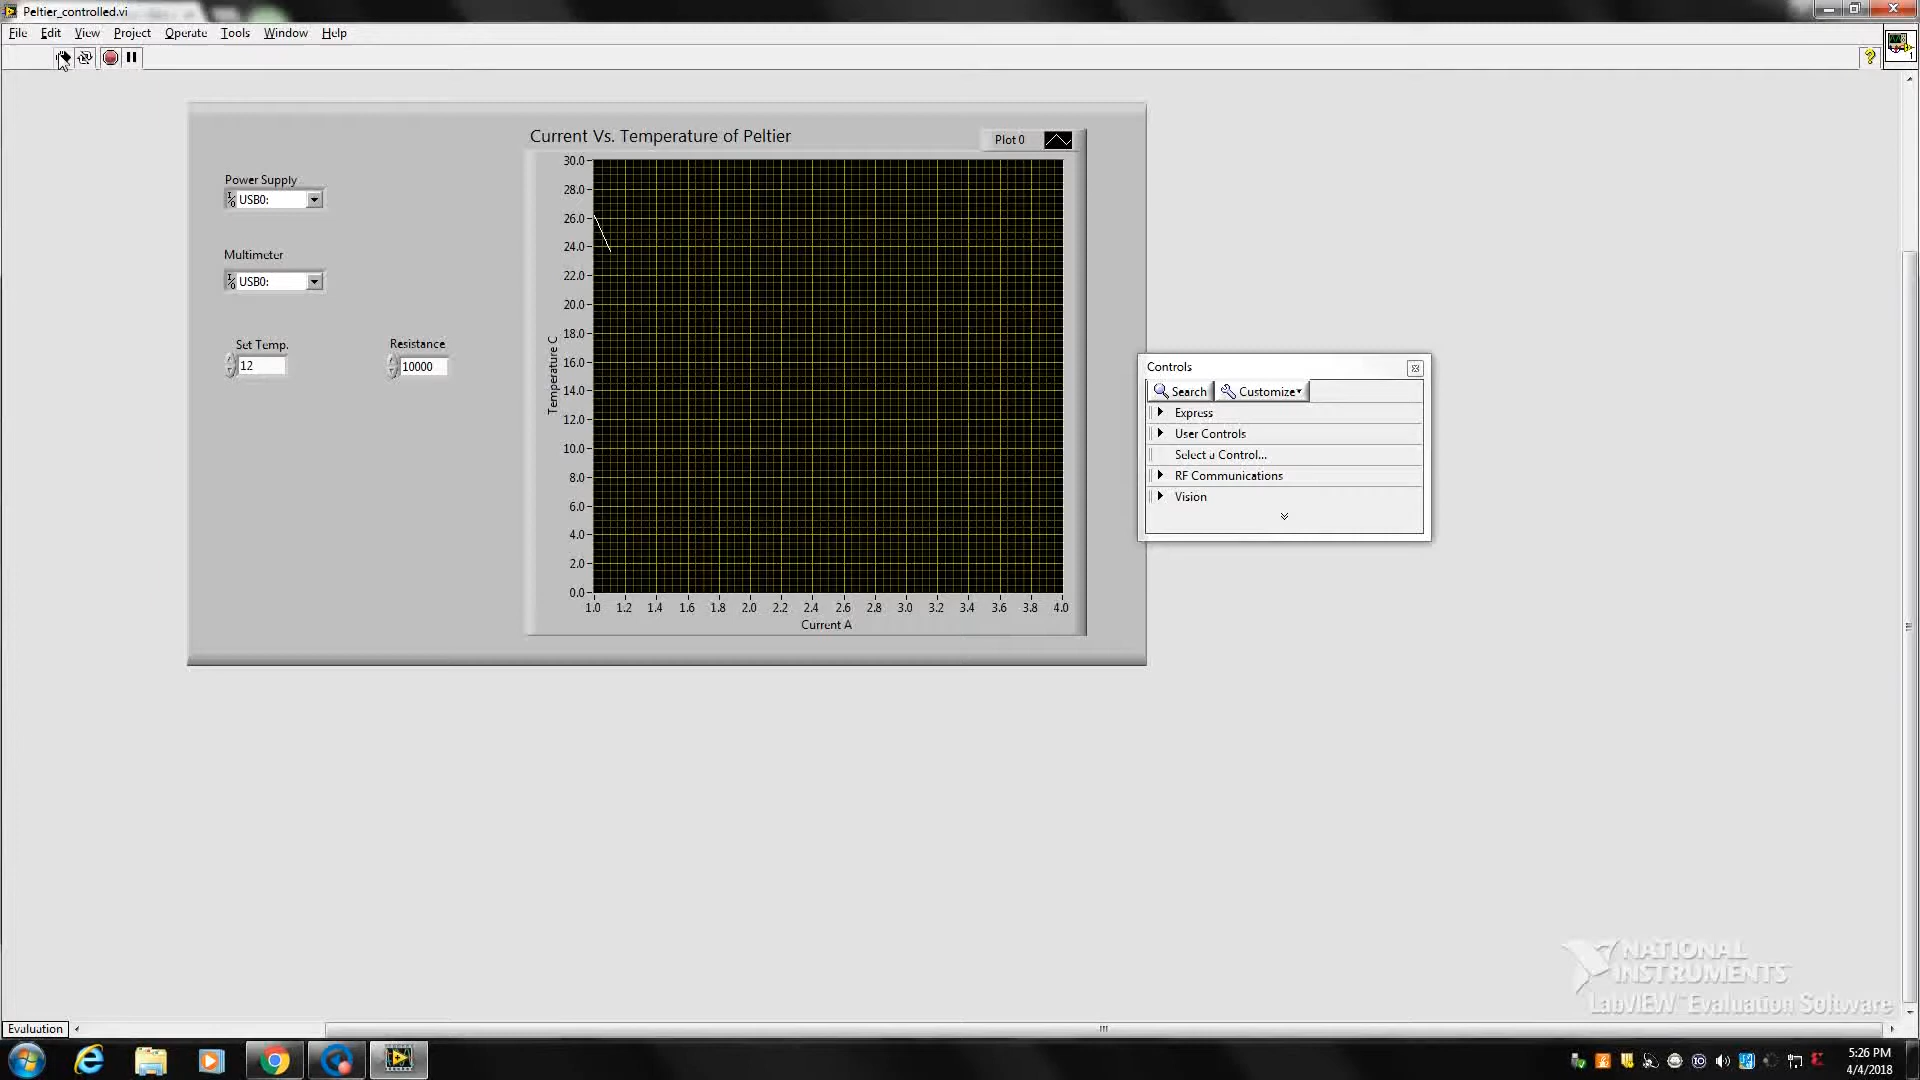 Peltier_controlled.vi
File Edit View Project Operate Tools Window Help
?
1
Current Vs. Temperature of Peltier
Plot 0
Power Supply
USB0:
Multimeter
USB0:
Set Temp.
12
Resistance
10000
Temperature C
30.0
28.0
26.0
24.0
22.0
20.0
18.0
16.0
14.0
12.0
10.0
8.0
6.0
4.0
2.0
0.0
1.0 1.2 1.4 1.6 1.8 2.0 2.2 2.4 2.6 2.8 3.0 3.2 3.4 3.6 3.8 4.0
Current A
Controls
Search Customize
Express
User Controls
Select a Control...
RF Communications
Vision
NATIONAL
INSTRUMENTS
LabVIEW™ Evaluation Software
Evaluation
5:26 PM
4/4/2018